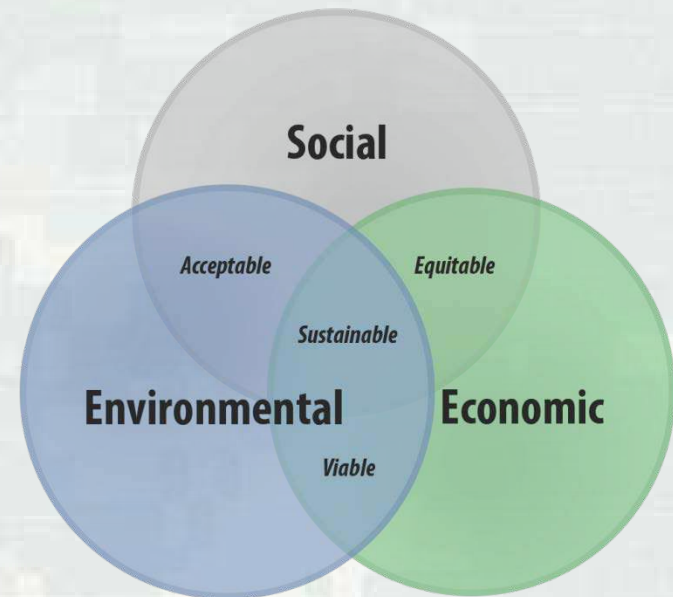 Social
Acceptable
Equitable
Sustainable
Environmental
Economic
Viable